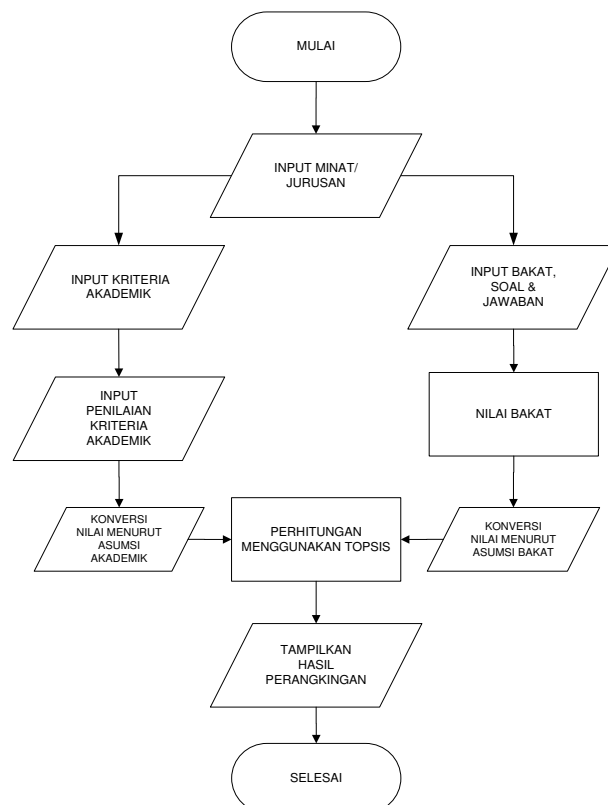 MULAI
INPUT MINAT/
JURUSAN
INPUT KRITERIA
AKADEMIK
INPUT BAKAT,
SOAL &
JAWABAN
INPUT
PENILAIAN
KRITERIA
AKADEMIK
NILAI BAKAT
KONVERSI
NILAI MENURUT
ASUMSI
AKADEMIK
PERHITUNGAN
MENGGUNAKAN TOPSIS
KONVERSI
NILAI MENURUT
ASUMSI BAKAT
TAMPILKAN
HASIL
PERANGKINGAN
SELESAI